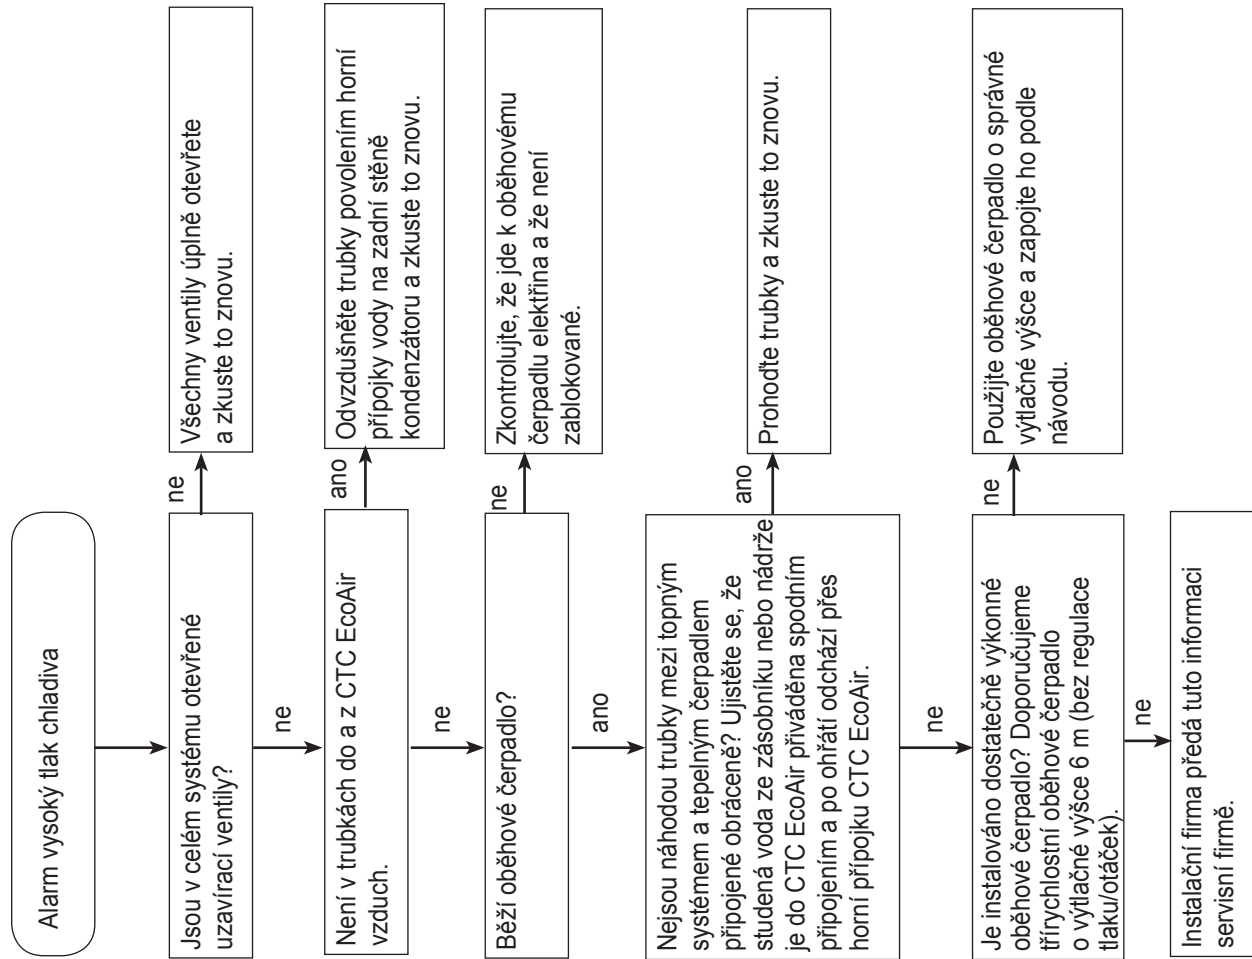 Alarm vysoký tlak chladiva
Jsou v celém systému otevřené
uzavírací ventily?
ne
Všechny ventily úplně otevřete
a zkuste to znovu.
ne
Není v trubkách do a z CTC EcoAir
vzduch.
ano
Odvzdušněte trubky povolením horní
přípojky vody na zadní stěně
kondenzátoru a zkuste to znovu.
ne
Běží oběhové čerpadlo?
ne
Zkontrolujte, že jde k oběhovému
čerpadlu elektřina a že není
zablokované.
ano
Nejsou náhodou trubky mezi topným
systémem a tepelným čerpadlem
připojené obráceně? Ujistěte se, že
studená voda ze zásobníku nebo nádrže
je do CTC EcoAir přiváděna spodním
připojením a po ohřátí odchází přes
horní přípojku CTC EcoAir.
ano
Prohoďte trubky a zkuste to znovu.
ne
Je instalováno dostatečně výkonné
oběhové čerpadlo? Doporučujeme
třírychlostní oběhové čerpadlo
o výtlačné výšce 6 m (bez regulace
tlaku/otáček).
ne
Použijte oběhové čerpadlo o správné
výtlačné výšce a zapojte ho podle
návodu.
ne
Instalační firma předá tuto informaci
servisní firmě.